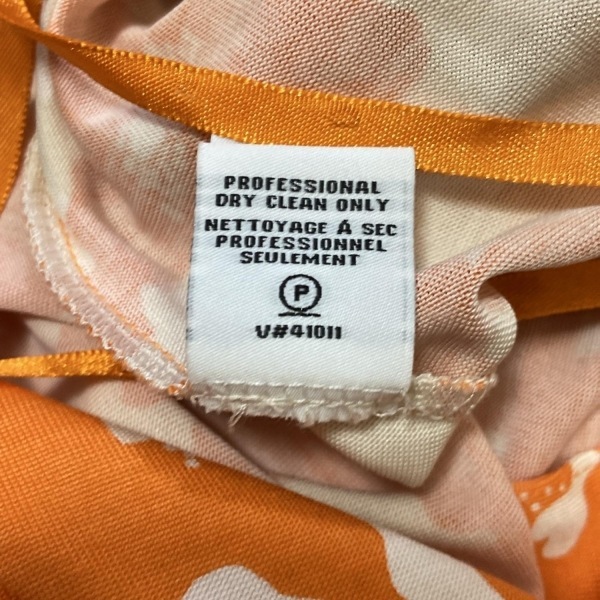 PROFESSIONAL
DRY CLEAN ONLY
NETTOYAGE Á SEC
PROFESSIONNEL
SEULEMENT
P
V#41011